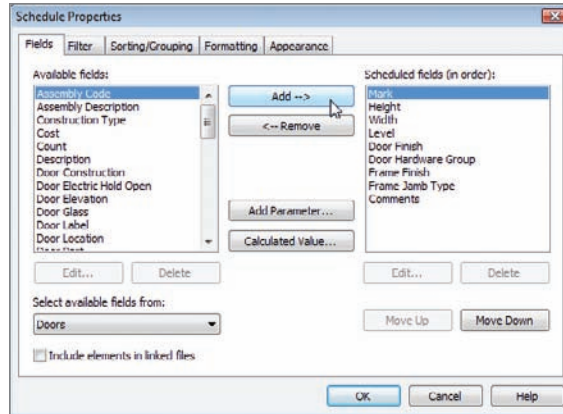 Schedule Properties
Fields Filter Sorting/Grouping Formatting Appearance
Available fields:
Assembly Code
Assembly Description
Construction Type
Cost
Count
Description
Door Construction
Door Electric Hold Open
Door Elevation
Door Glass
Door Label
Door Location
Add -->
<-- Remove
Add Parameter...
Calculated Value...
Scheduled fields (in order):
Mark
Height
Width
Level
Door Finish
Door Hardware Group
Frame Finish
Frame Jamb Type
Comments
Edit... Delete
Edit... Delete
Select available fields from:
Doors
Move Up Move Down
Include elements in linked files
OK Cancel Help